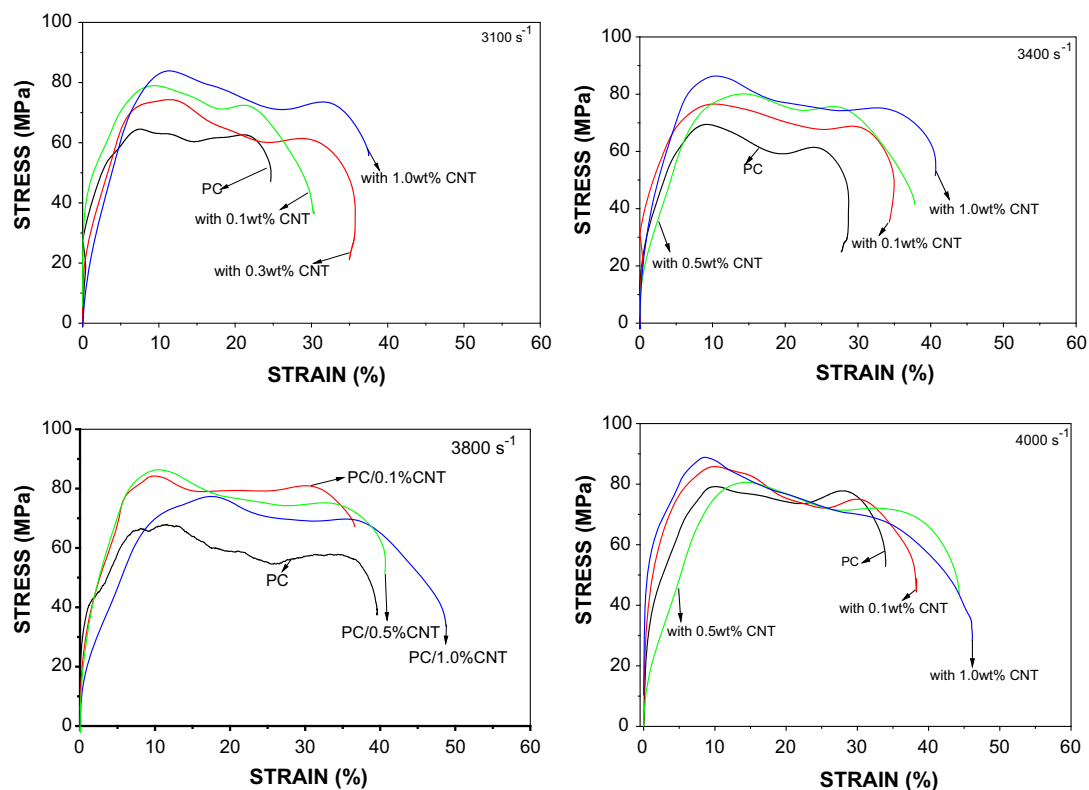 3100 s⁻¹
STRESS (MPa)
100
80
60
40
20
0
PC
with 0.1wt% CNT
with 0.3wt% CNT
with 1.0wt% CNT
0 10 20 30 40 50 60
STRAIN (%)
3400 s⁻¹
STRESS (MPa)
100
80
60
40
20
0
PC
with 0.5wt% CNT
with 0.1wt% CNT
with 1.0wt% CNT
0 10 20 30 40 50 60
STRAIN (%)
3800 s⁻¹
STRESS (MPa)
100
80
60
40
20
0
PC/0.1%CNT
PC
PC/0.5%CNT
PC/1.0%CNT
0 10 20 30 40 50 60
STRAIN (%)
4000 s⁻¹
STRESS (MPa)
100
80
60
40
20
0
PC
with 0.1wt% CNT
with 0.5wt% CNT
with 1.0wt% CNT
0 10 20 30 40 50 60
STRAIN (%)